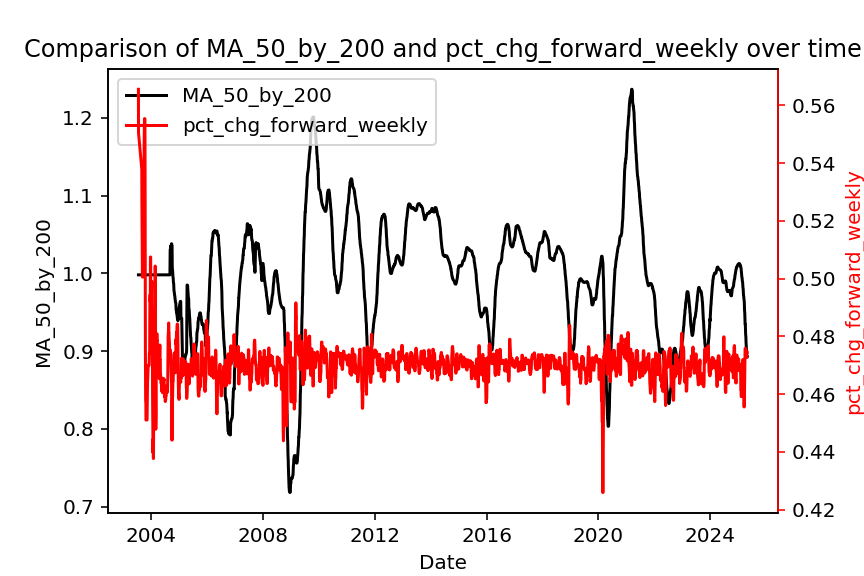 Comparison of MA_50_by_200 and pct_chg_forward_weekly over time
MA_50_by_200
pct_chg_forward_weekly
1.2
1.1
1.0
0.9
0.8
0.7
MA_50_by_200
0.56
0.54
0.52
0.50
0.48
0.46
0.44
0.42
pct_chg_forward_weekly
2004 2008 2012 2016 2020 2024
Date